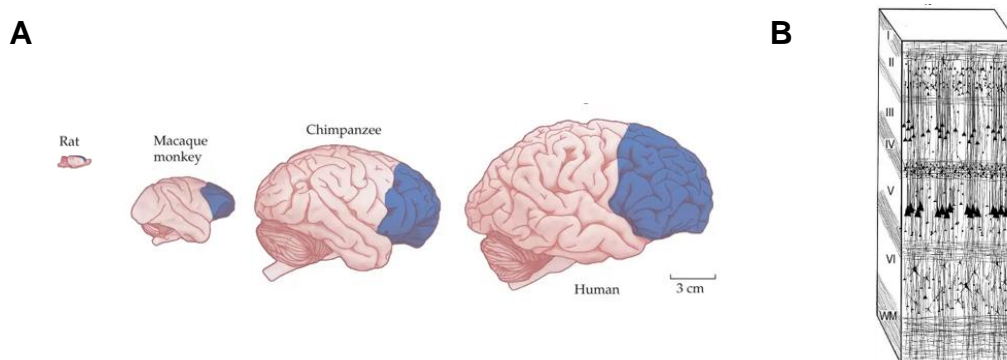 A
B
Rat
Macaque
monkey
Chimpanzee
Human
3 cm
I
II
III
IV
V
VI
WM